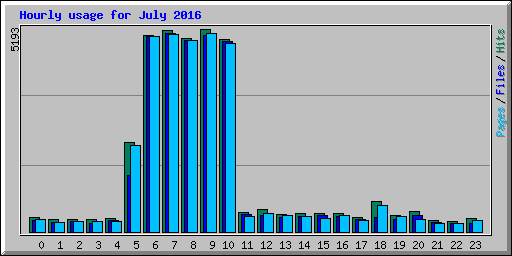 Hourly usage for July 2016
5193
Pages/Files/Hits
0 1 2 3 4 5 6 7 8 9 10 11 12 13 14 15 16 17 18 19 20 21 22 23